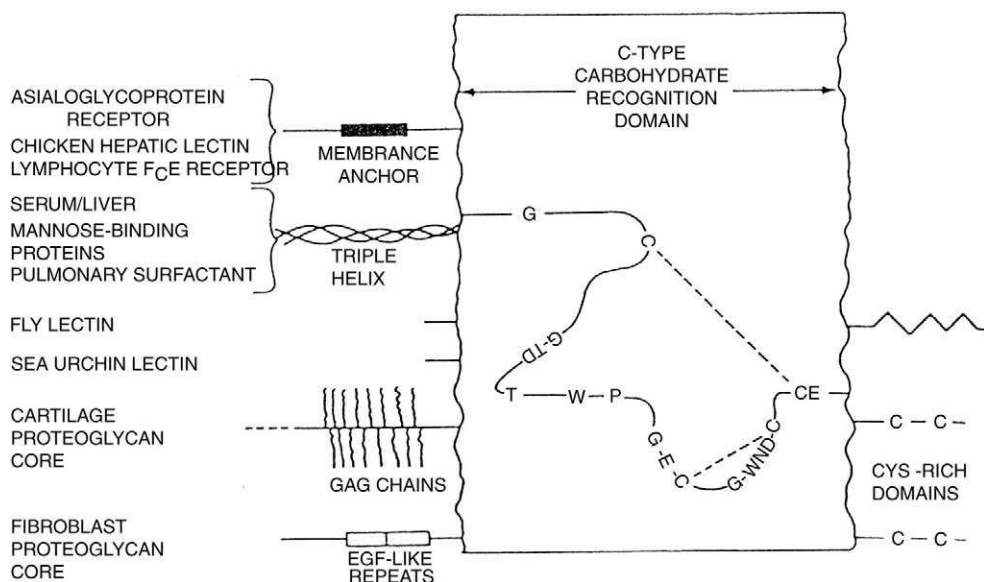 C-TYPE
CARBOHYDRATE
RECOGNITION
DOMAIN
ASIALOGLYCOPROTEIN
RECEPTOR
CHICKEN HEPATIC LECTIN
LYMPHOCYTE FCE RECEPTOR
MEMBRANCE
ANCHOR
SERUM/LIVER
MANNOSE-BINDING
PROTEINS
PULMONARY SURFACTANT
TRIPLE
HELIX
FLY LECTIN
SEA URCHIN LECTIN
CARTILAGE
PROTEOGLYCAN
CORE
GAG CHAINS
FIBROBLAST
PROTEOGLYCAN
CORE
EGF-LIKE
REPEATS
G
C
G-TD
T W-P
G-E-C
G-WND-C
CE
C C
CYS -RICH
DOMAINS
C C